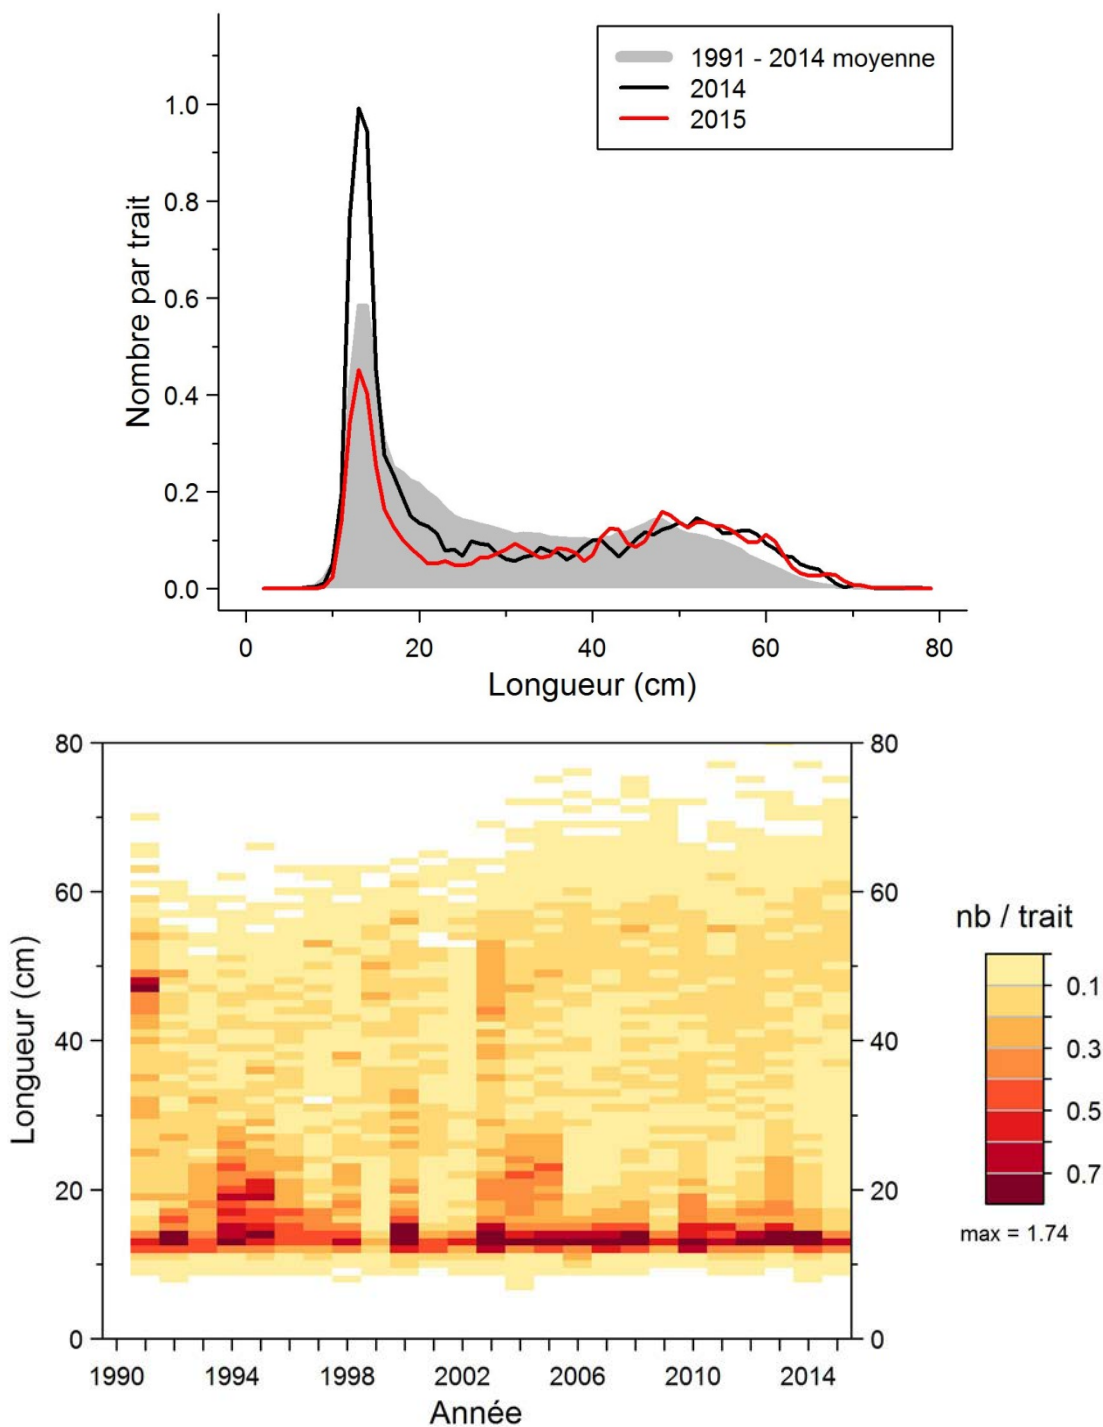 1991 - 2014 moyenne
2014
2015
Nombre par trait
1.0
0.8
0.6
0.4
0.2
0.0
0 20 40 60 80
Longueur (cm)
80 80
60 60
40 40
20 20
0 0
Longueur (cm)
1990 1994 1998 2002 2006 2010 2014
Année
nb / trait
0.1
0.3
0.5
0.7
max = 1.74